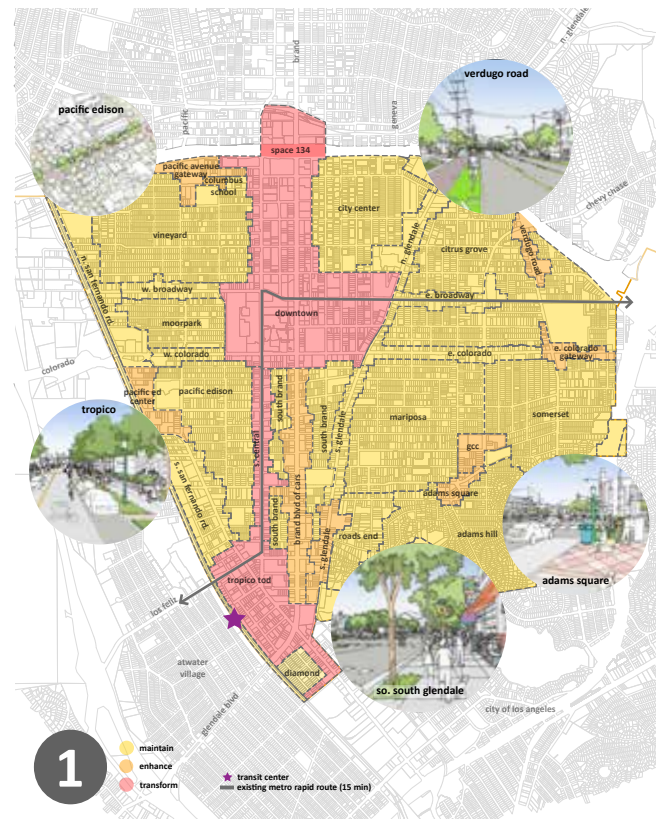 brand
n. glendale
verdugo road
pacific edison
pacific
geneva
space 134
pacific avenue
gateway
columbus
school
chevy chase
city center
vineyard
citrus grove
verdugo road
n. glendale
n. san fernando rd.
w. broadway
e. broadway
downtown
moorpark
w. colorado
e. colorado
e. colorado
gateway
colorado
pacific edison
pacific ed
center
south brand
south brand
mariposa
somerset
tropico
s. glendale
s. central
brand blvd of cars
gcc
adams square
s. san fernando rd.
south brand
s. glendale
roads end
adams hill
tropico tod
adams square
los feliz
atwater
village
diamond
so. south glendale
glendale blvd
city of los angeles
1
maintain
enhance
transform
transit center
existing metro rapid route (15 min)